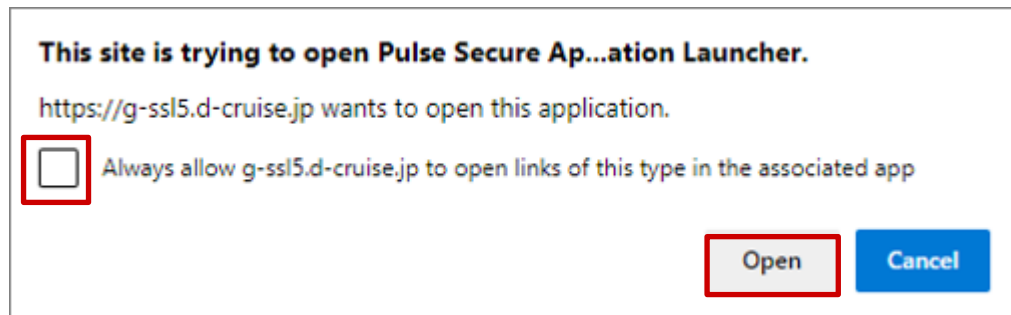 This site is trying to open Pulse Secure Ap...ation Launcher.
https://g-ssl5.d-cruise.jp wants to open this application.
Always allow g-ssl5.d-cruise.jp to open links of this type in the associated app
Open Cancel